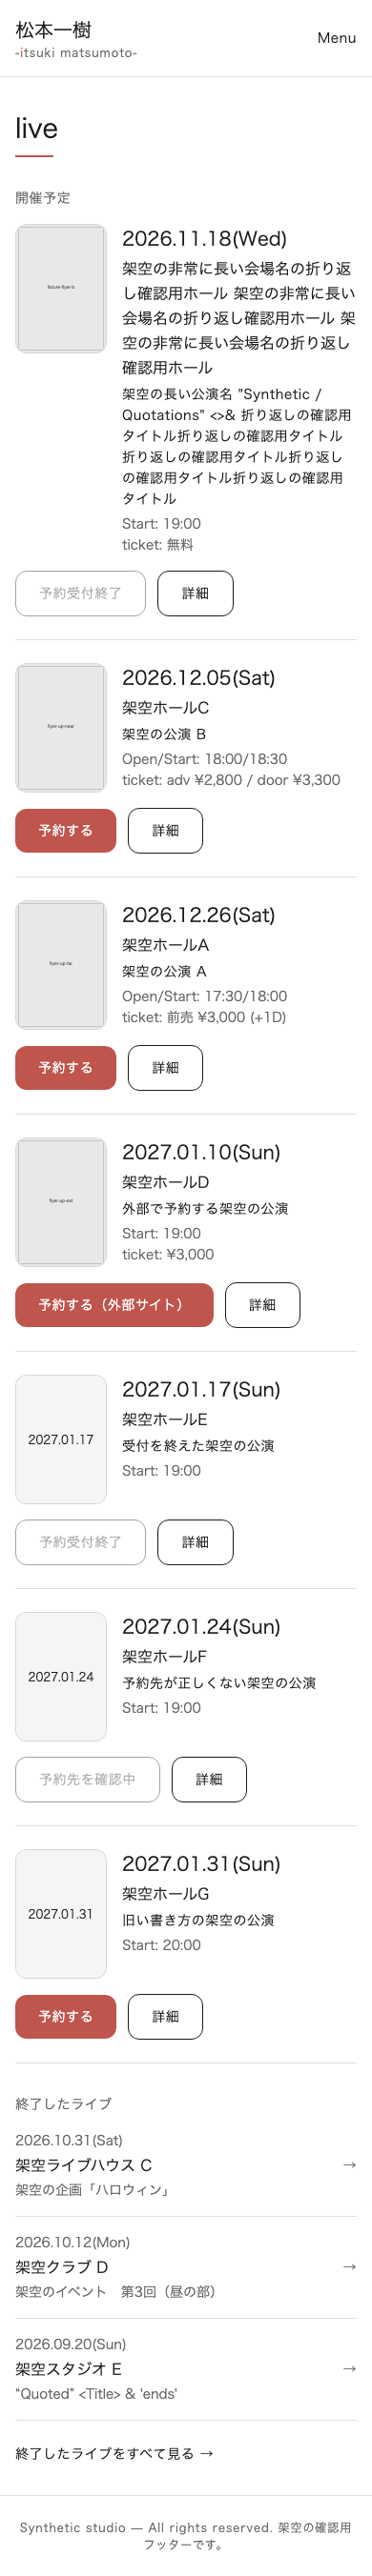 松本一樹
-itsuki matsumoto-
Menu
live
開催予定
fixture-flyer-b
2026.11.18(Wed)
架空の非常に長い会場名の折り返
し確認用ホール 架空の非常に長い
会場名の折り返し確認用ホール 架
空の非常に長い会場名の折り返し
確認用ホール
架空の長い公演名 "Synthetic /
Quotations" <>& 折り返しの確認用
タイトル折り返しの確認用タイトル
折り返しの確認用タイトル折り返し
の確認用タイトル折り返しの確認用
タイトル
Start: 19:00
ticket: 無料
予約受付終了
詳細
flyer-up-near
2026.12.05(Sat)
架空ホールC
架空の公演 B
Open/Start: 18:00/18:30
ticket: adv ¥2,800 / door ¥3,300
予約する
詳細
flyer-up-far
2026.12.26(Sat)
架空ホールA
架空の公演 A
Open/Start: 17:30/18:00
ticket: 前売 ¥3,000 (+1D)
予約する
詳細
flyer-up-ext
2027.01.10(Sun)
架空ホールD
外部で予約する架空の公演
Start: 19:00
ticket: ¥3,000
予約する（外部サイト）
詳細
2027.01.17
2027.01.17(Sun)
架空ホールE
受付を終えた架空の公演
Start: 19:00
予約受付終了
詳細
2027.01.24
2027.01.24(Sun)
架空ホールF
予約先が正しくない架空の公演
Start: 19:00
予約先を確認中
詳細
2027.01.31
2027.01.31(Sun)
架空ホールG
旧い書き方の架空の公演
Start: 20:00
予約する
詳細
終了したライブ
2026.10.31(Sat)
架空ライブハウス C
→
架空の企画「ハロウィン」
2026.10.12(Mon)
架空クラブ D
→
架空のイベント　第3回（昼の部）
2026.09.20(Sun)
架空スタジオ E
→
“Quoted” <Title> & 'ends'
終了したライブをすべて見る →
Synthetic studio — All rights reserved. 架空の確認用
フッターです。